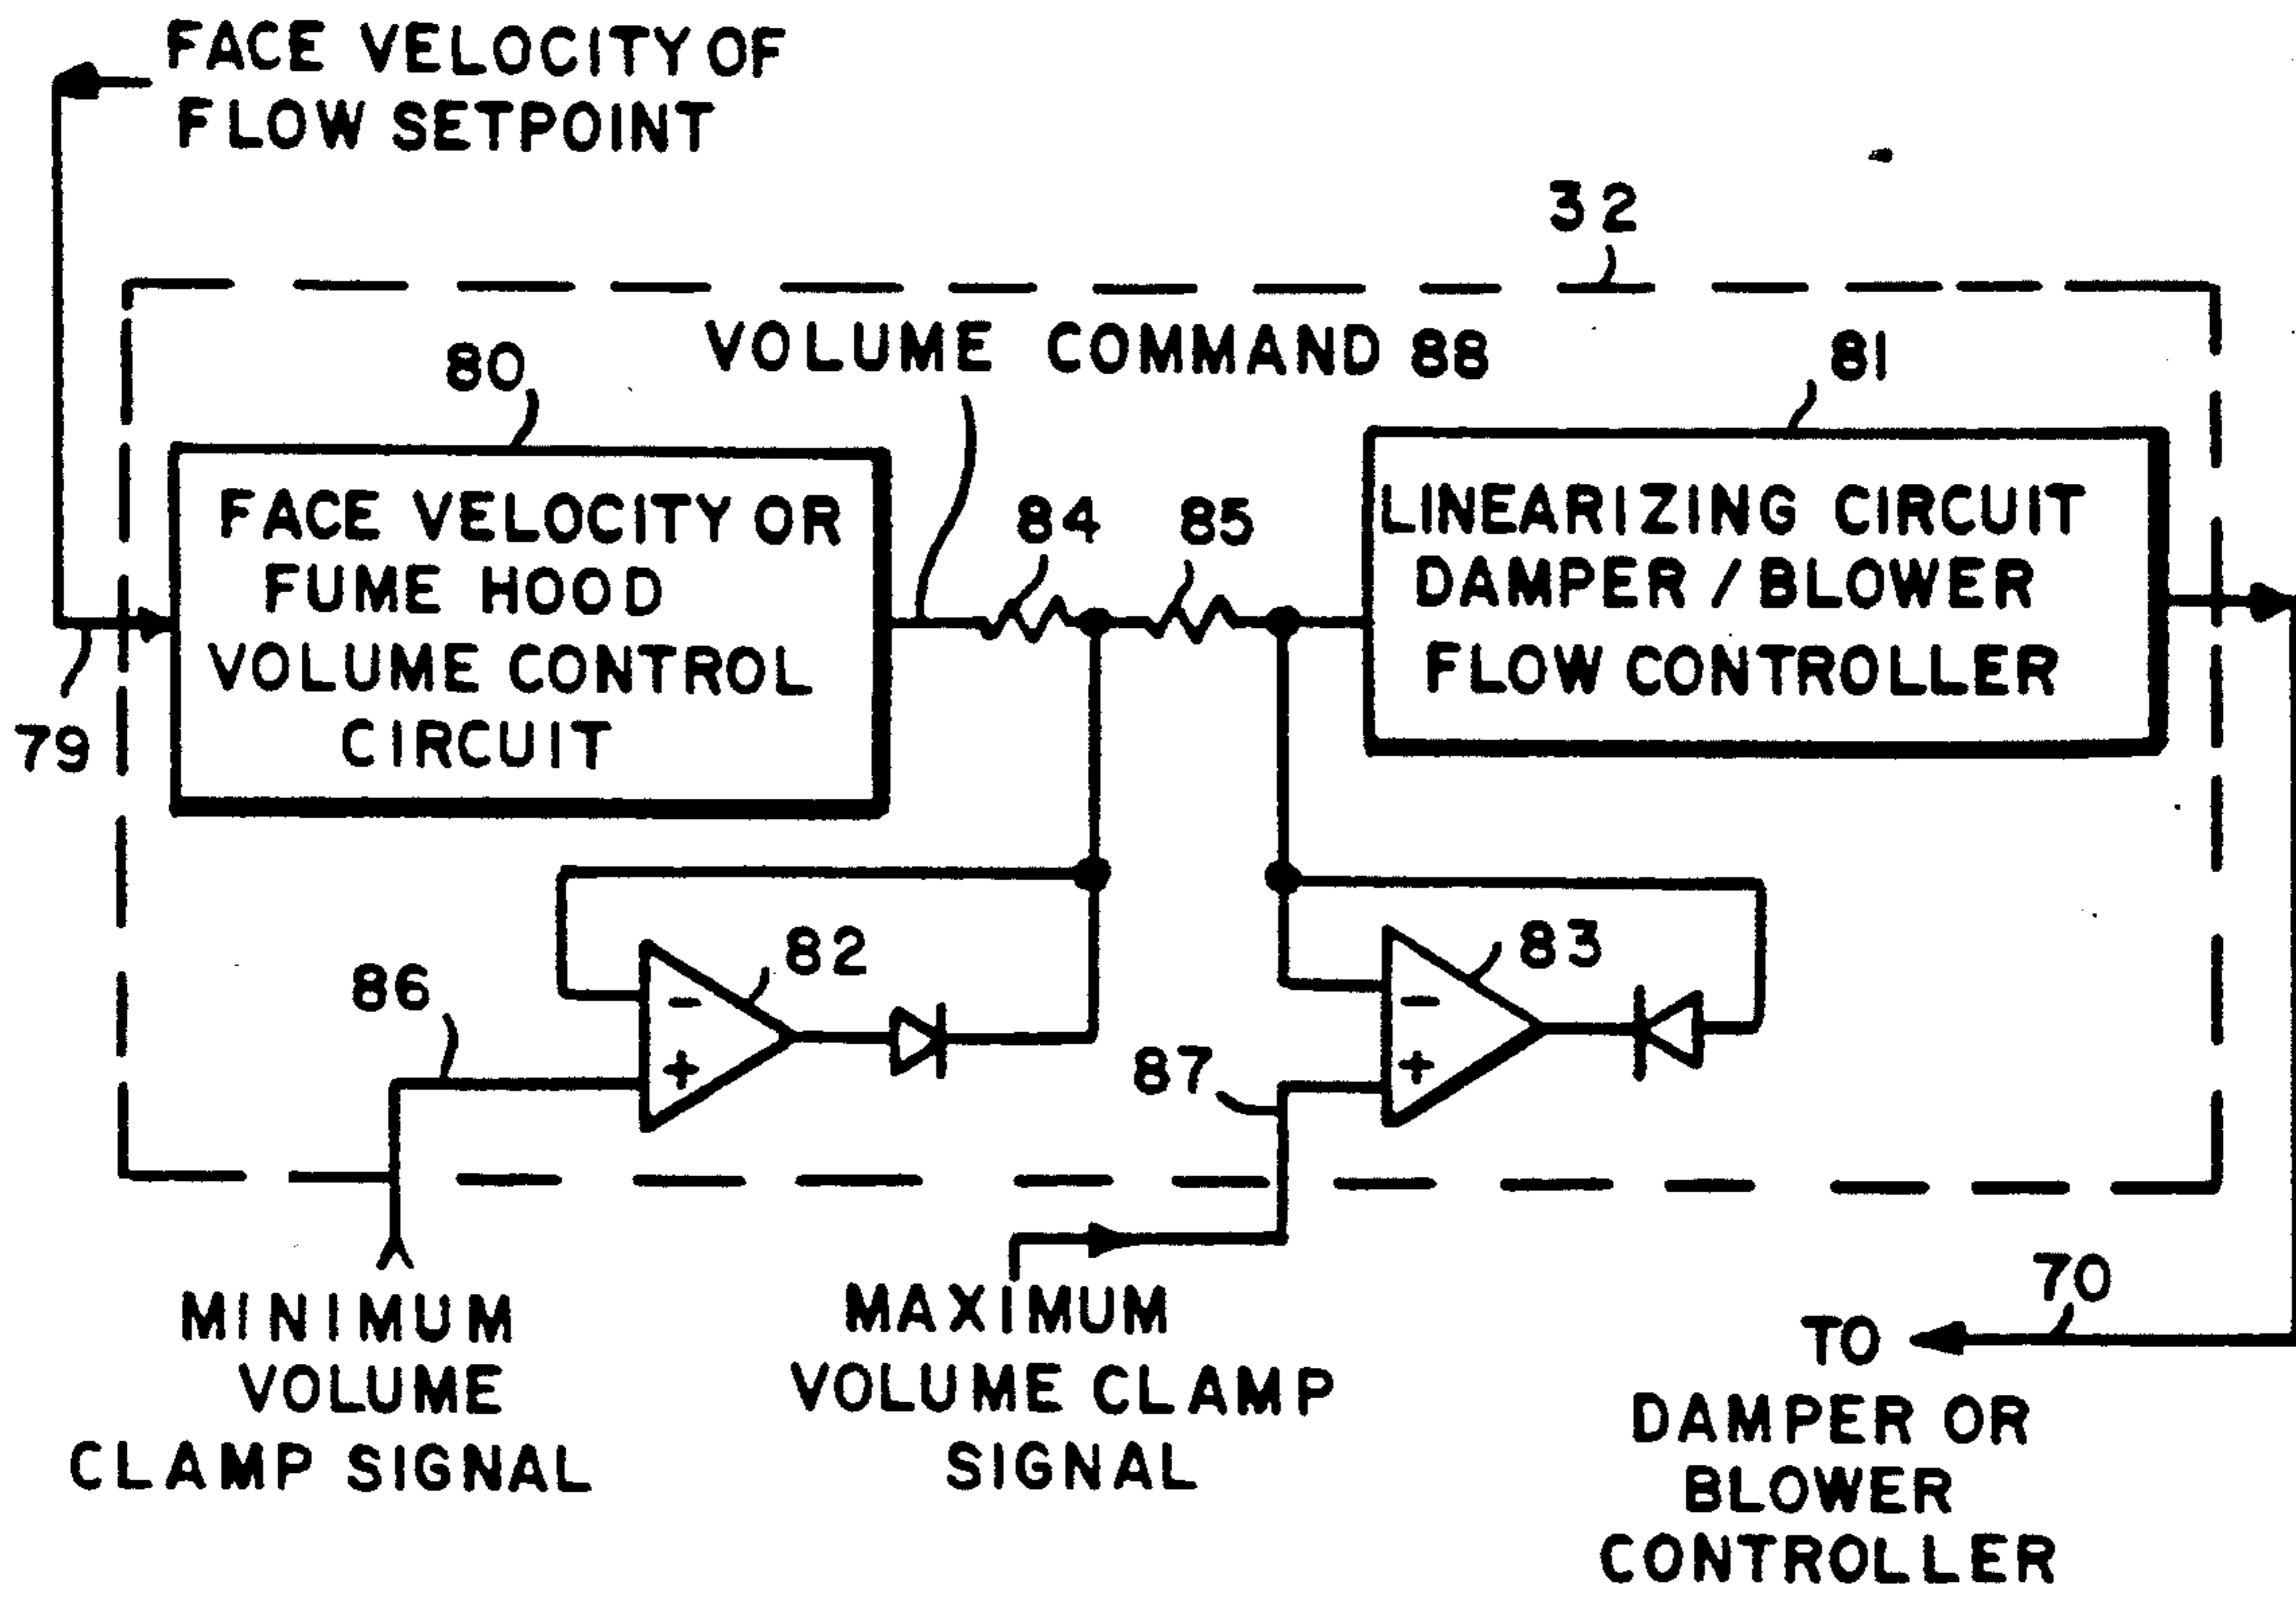 FACE VELOCITY OF
FLOW SETPOINT
32
VOLUME COMMAND 88
80
81
FACE VELOCITY OR
FUME HOOD
VOLUME CONTROL
CIRCUIT
84
85
LINEARIZING CIRCUIT
DAMPER / BLOWER
FLOW CONTROLLER
79
82
83
86
-
+
-
+
87
MINIMUM
VOLUME
CLAMP SIGNAL
MAXIMUM
VOLUME CLAMP
SIGNAL
70
TO
DAMPER OR
BLOWER
CONTROLLER